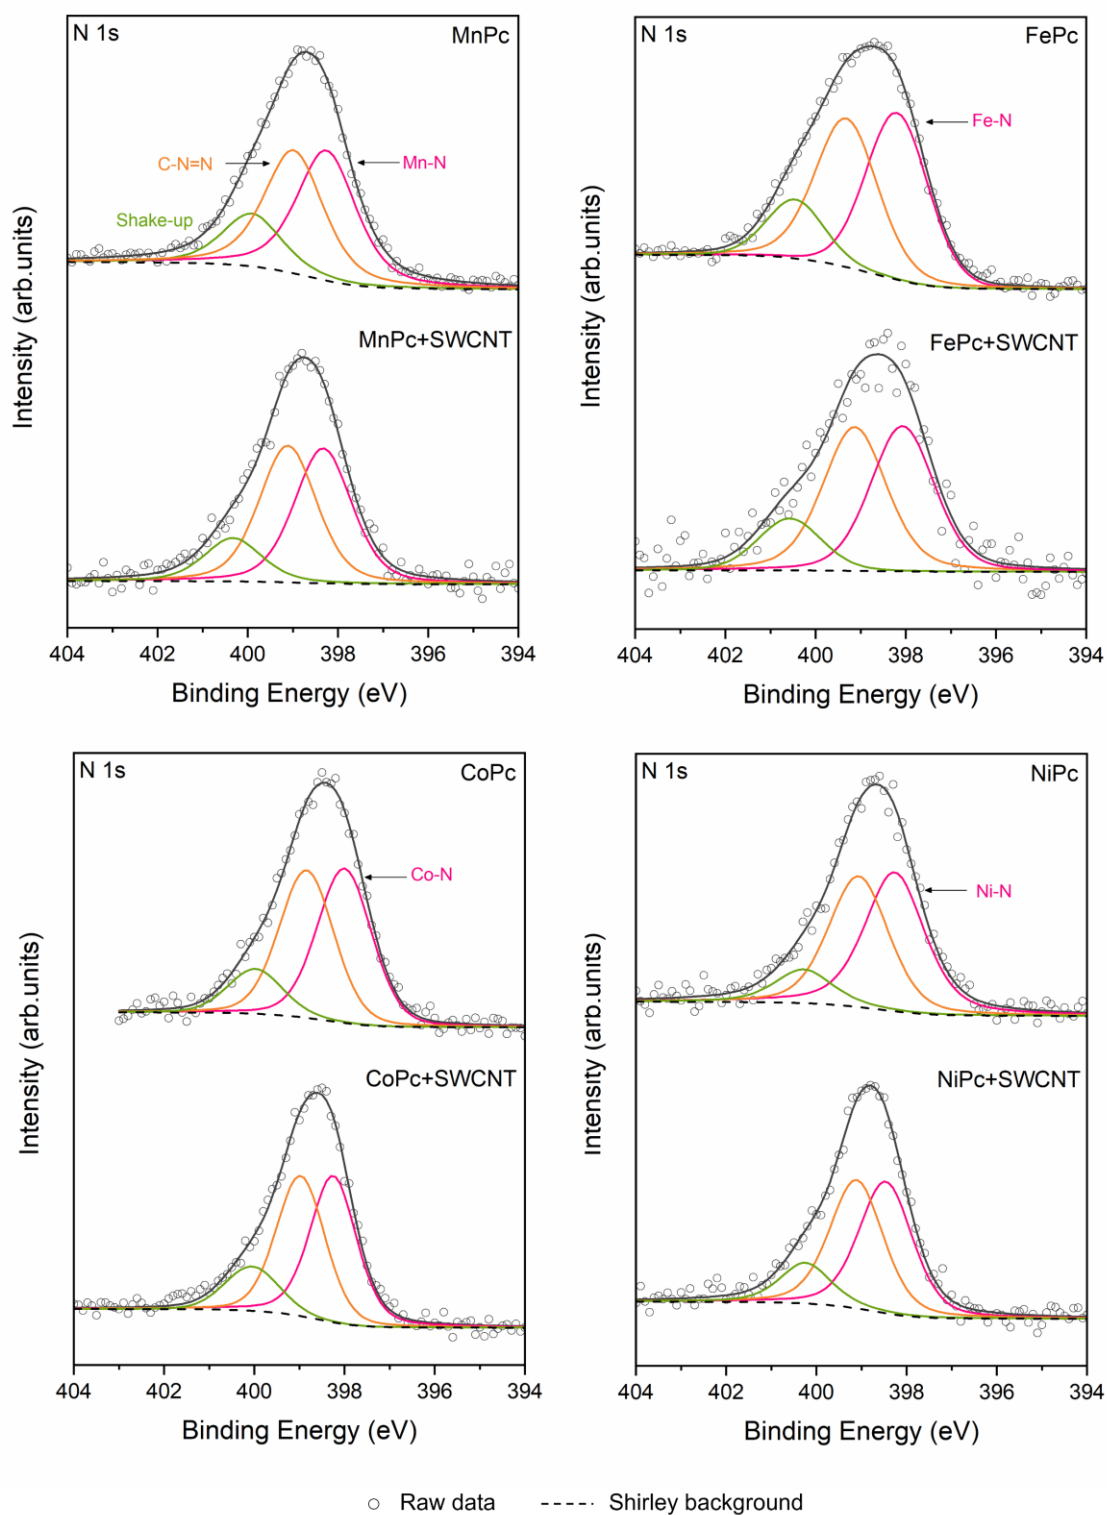 N 1s
MnPc
C-N=N
Mn-N
Shake-up
MnPc+SWCNT
Intensity (arb.units)
404 402 400 398 396 394
Binding Energy (eV)
N 1s
FePc
Fe-N
FePc+SWCNT
Intensity (arb.units)
404 402 400 398 396 394
Binding Energy (eV)
N 1s
CoPc
Co-N
CoPc+SWCNT
Intensity (arb.units)
404 402 400 398 396 394
Binding Energy (eV)
N 1s
NiPc
Ni-N
NiPc+SWCNT
Intensity (arb.units)
404 402 400 398 396 394
Binding Energy (eV)
Raw data
Shirley background